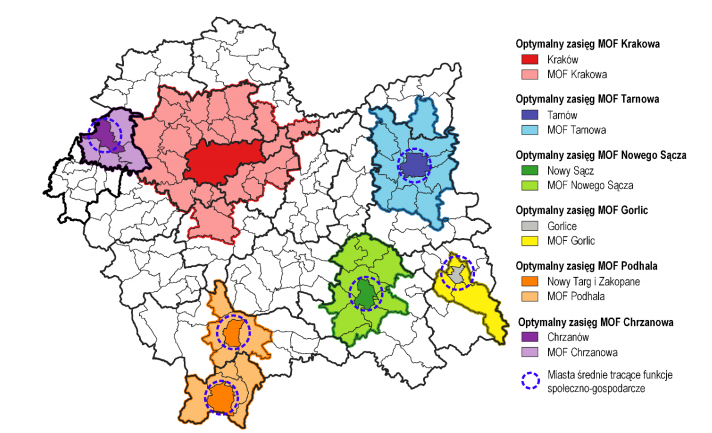 Optymalny zasięg MOF Krakowa
Kraków
MOF Krakowa
Optymalny zasięg MOF Tarnowa
Tarnów
MOF Tarnowa
Optymalny zasięg MOF Nowego Sącza
Nowy Sącz
MOF Nowego Sącza
Optymalny zasięg MOF Gorlic
Gorlice
MOF Gorlic
Optymalny zasięg MOF Podhala
Nowy Targ i Zakopane
MOF Podhala
Optymalny zasięg MOF Chrzanowa
Chrzanów
MOF Chrzanowa
Miasta średnie tracące funkcje
społeczno-gospodarcze